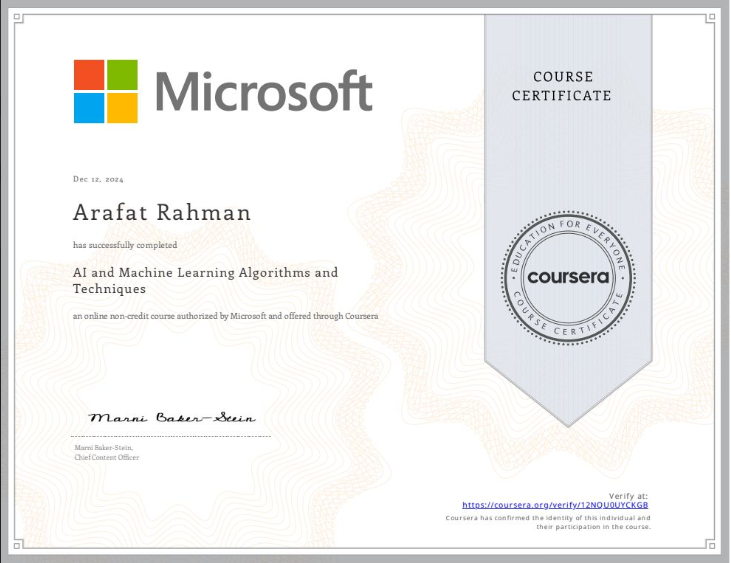 Microsoft
COURSE
CERTIFICATE
Dec 12, 2024
Arafat Rahman
has successfully completed
AI and Machine Learning Algorithms and
Techniques
an online non-credit course authorized by Microsoft and offered through Coursera
EDUCATION FOR EVERYONE
coursera
COURSE CERTIFICATE
Marni Baker-Stein
Marni Baker-Stein,
Chief Content Officer
Verify at:
https://coursera.org/verify/12NQU0UYCKGB
Coursera has confirmed the identity of this individual and
their participation in the course.